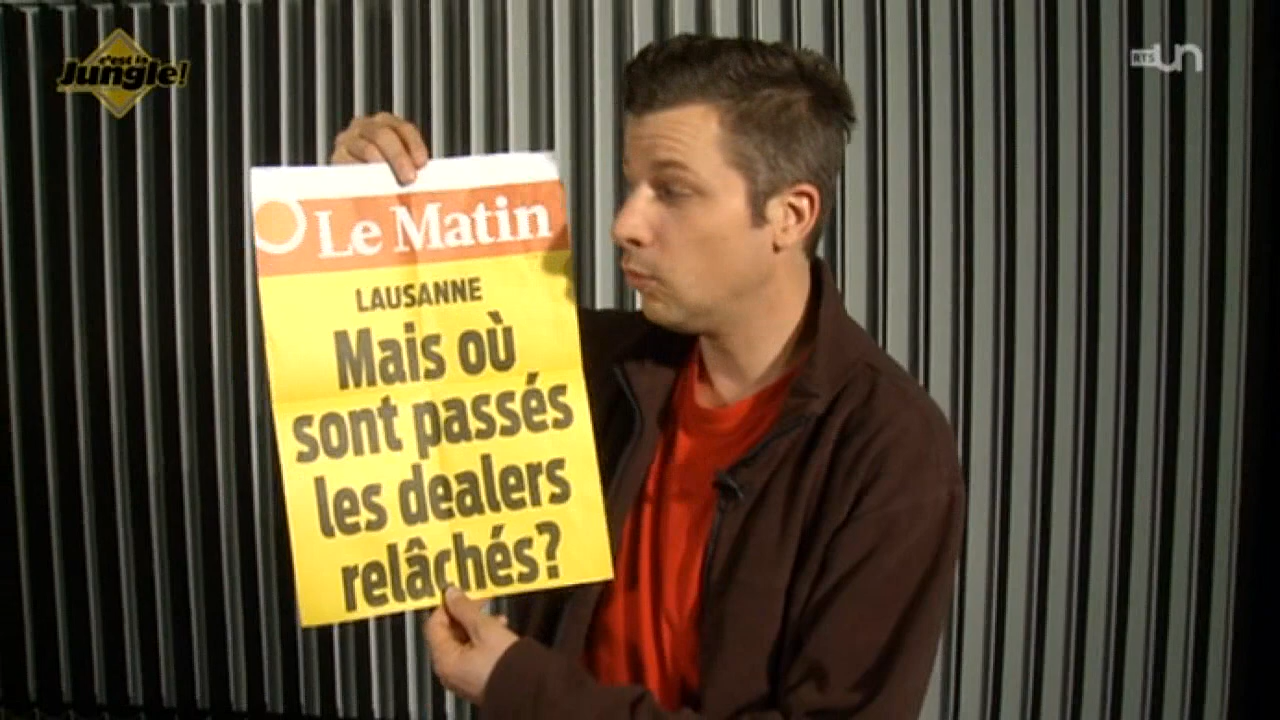 c'est la
Jungle!
RTS un
Le Matin
LAUSANNE
Mais où
sont passés
les dealers
relâchés?